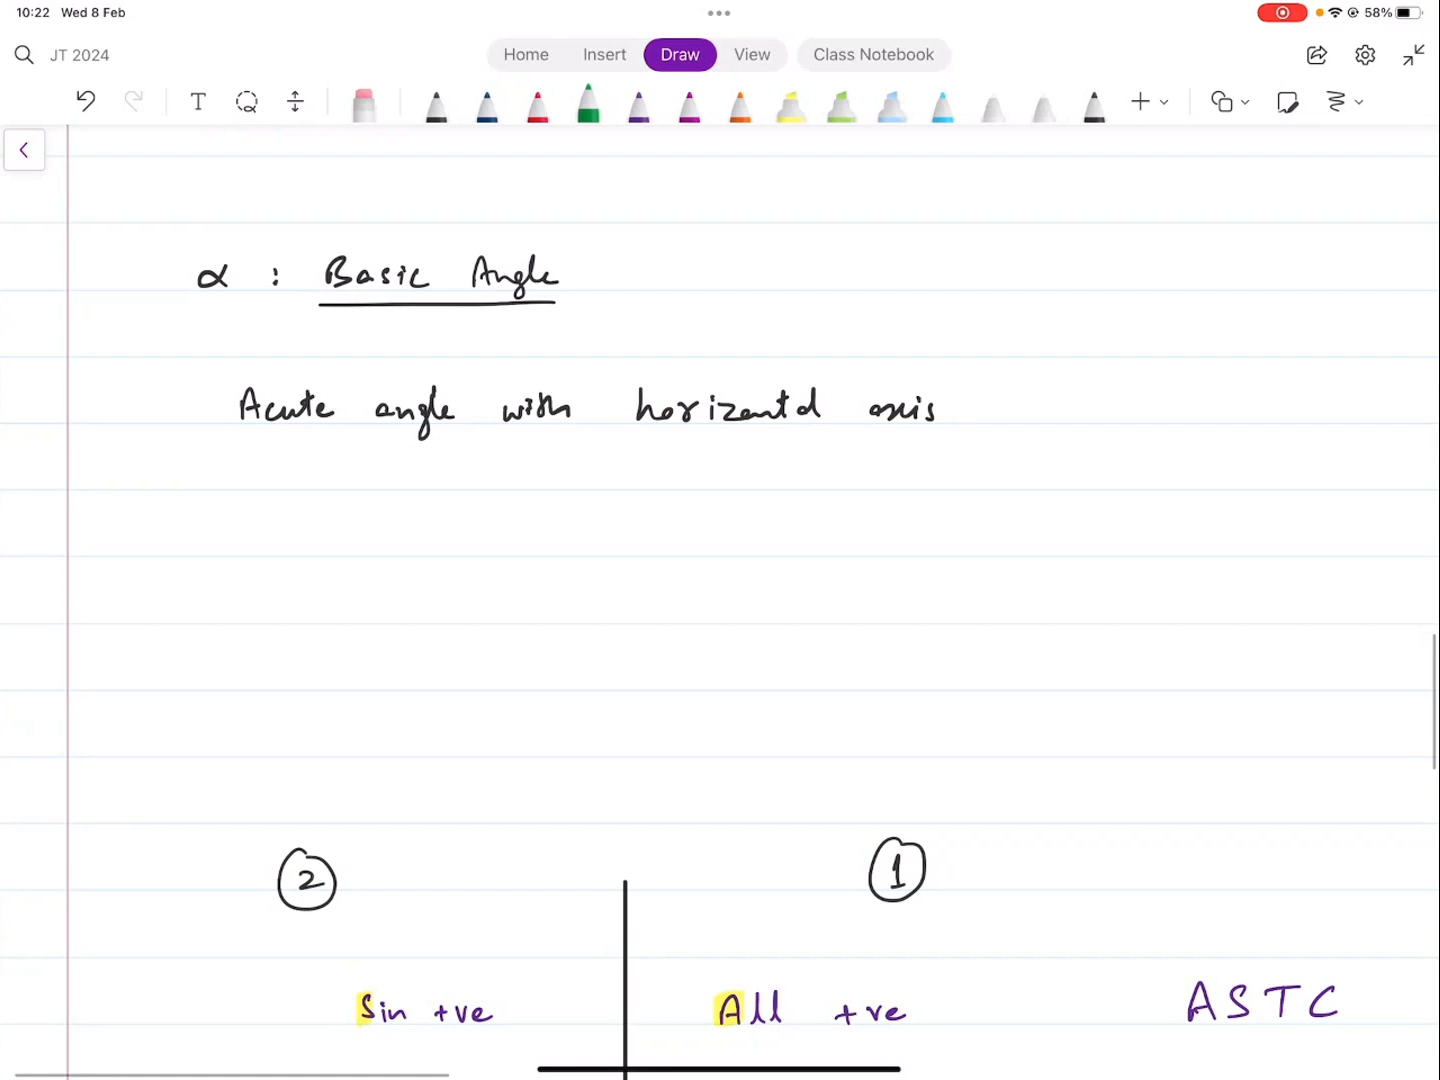 10:22 Wed 8 Feb
58%
JT 2024
Home Insert Draw View Class Notebook
T
α : Basic Angle
Acute angle with horizontal axis
2 1
Sin +ve All +ve ASTC